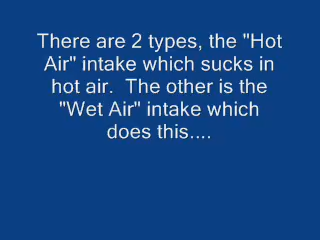 There are 2 types, the "Hot
Air" intake which sucks in
hot air.  The other is the
"Wet Air" intake which
does this....